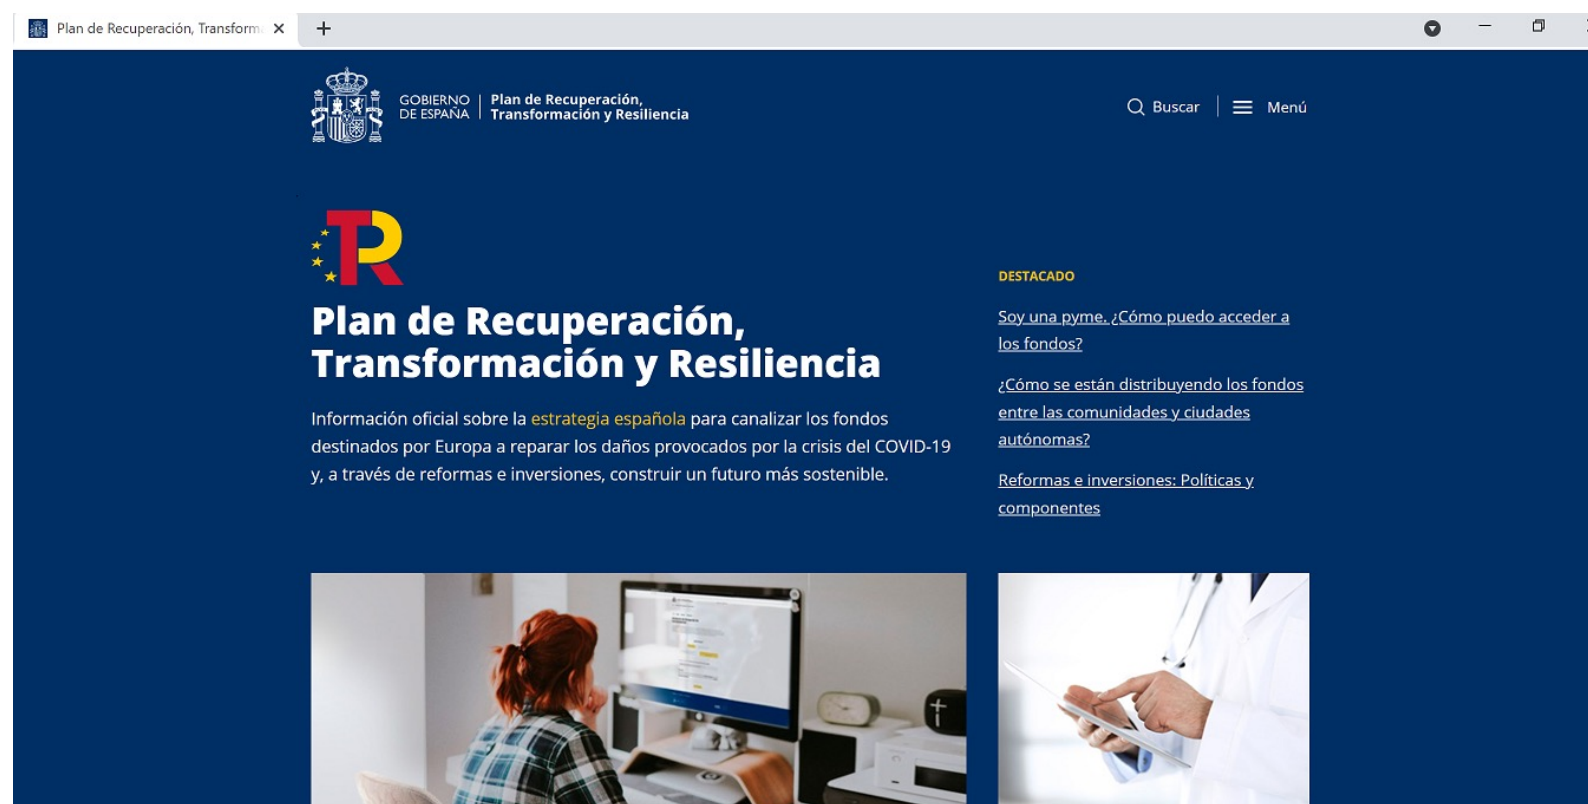 Plan de Recuperación, Transform
GOBIERNO
DE ESPAÑA
Plan de Recuperación,
Transformación y Resiliencia
Buscar
Menú
TR
Plan de Recuperación,
Transformación y Resiliencia
Información oficial sobre la estrategia española para canalizar los fondos
destinados por Europa a reparar los daños provocados por la crisis del COVID-19
y, a través de reformas e inversiones, construir un futuro más sostenible.
DESTACADO
Soy una pyme. ¿Cómo puedo acceder a
los fondos?
¿Cómo se están distribuyendo los fondos
entre las comunidades y ciudades
autónomas?
Reformas e inversiones: Políticas y
componentes